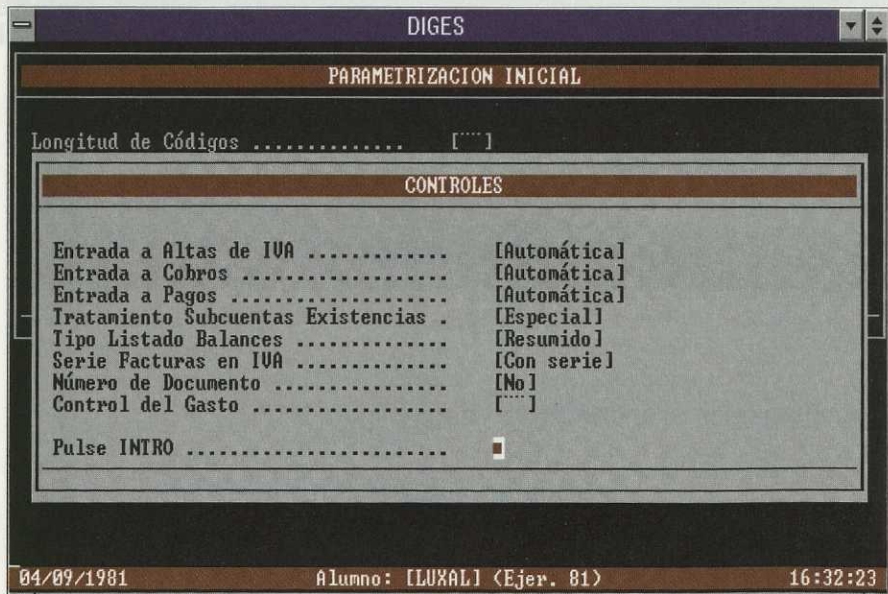 DIGES
PARAMETRIZACION INICIAL
Longitud de Códigos .............. [    ]
CONTROLES
Entrada a Altas de IVA ............. [Automática]
Entrada a Cobros ................... [Automática]
Entrada a Pagos .................... [Automática]
Tratamiento Subcuentas Existencias . [Especial]
Tipo Listado Balances .............. [Resumido]
Serie Facturas en IVA .............. [Con serie]
Número de Documento ................ [No]
Control del Gasto .................. [    ]
Pulse INTRO ........................
04/09/1981 Alumno: [LUXAL] (Ejer. 81) 16:32:23